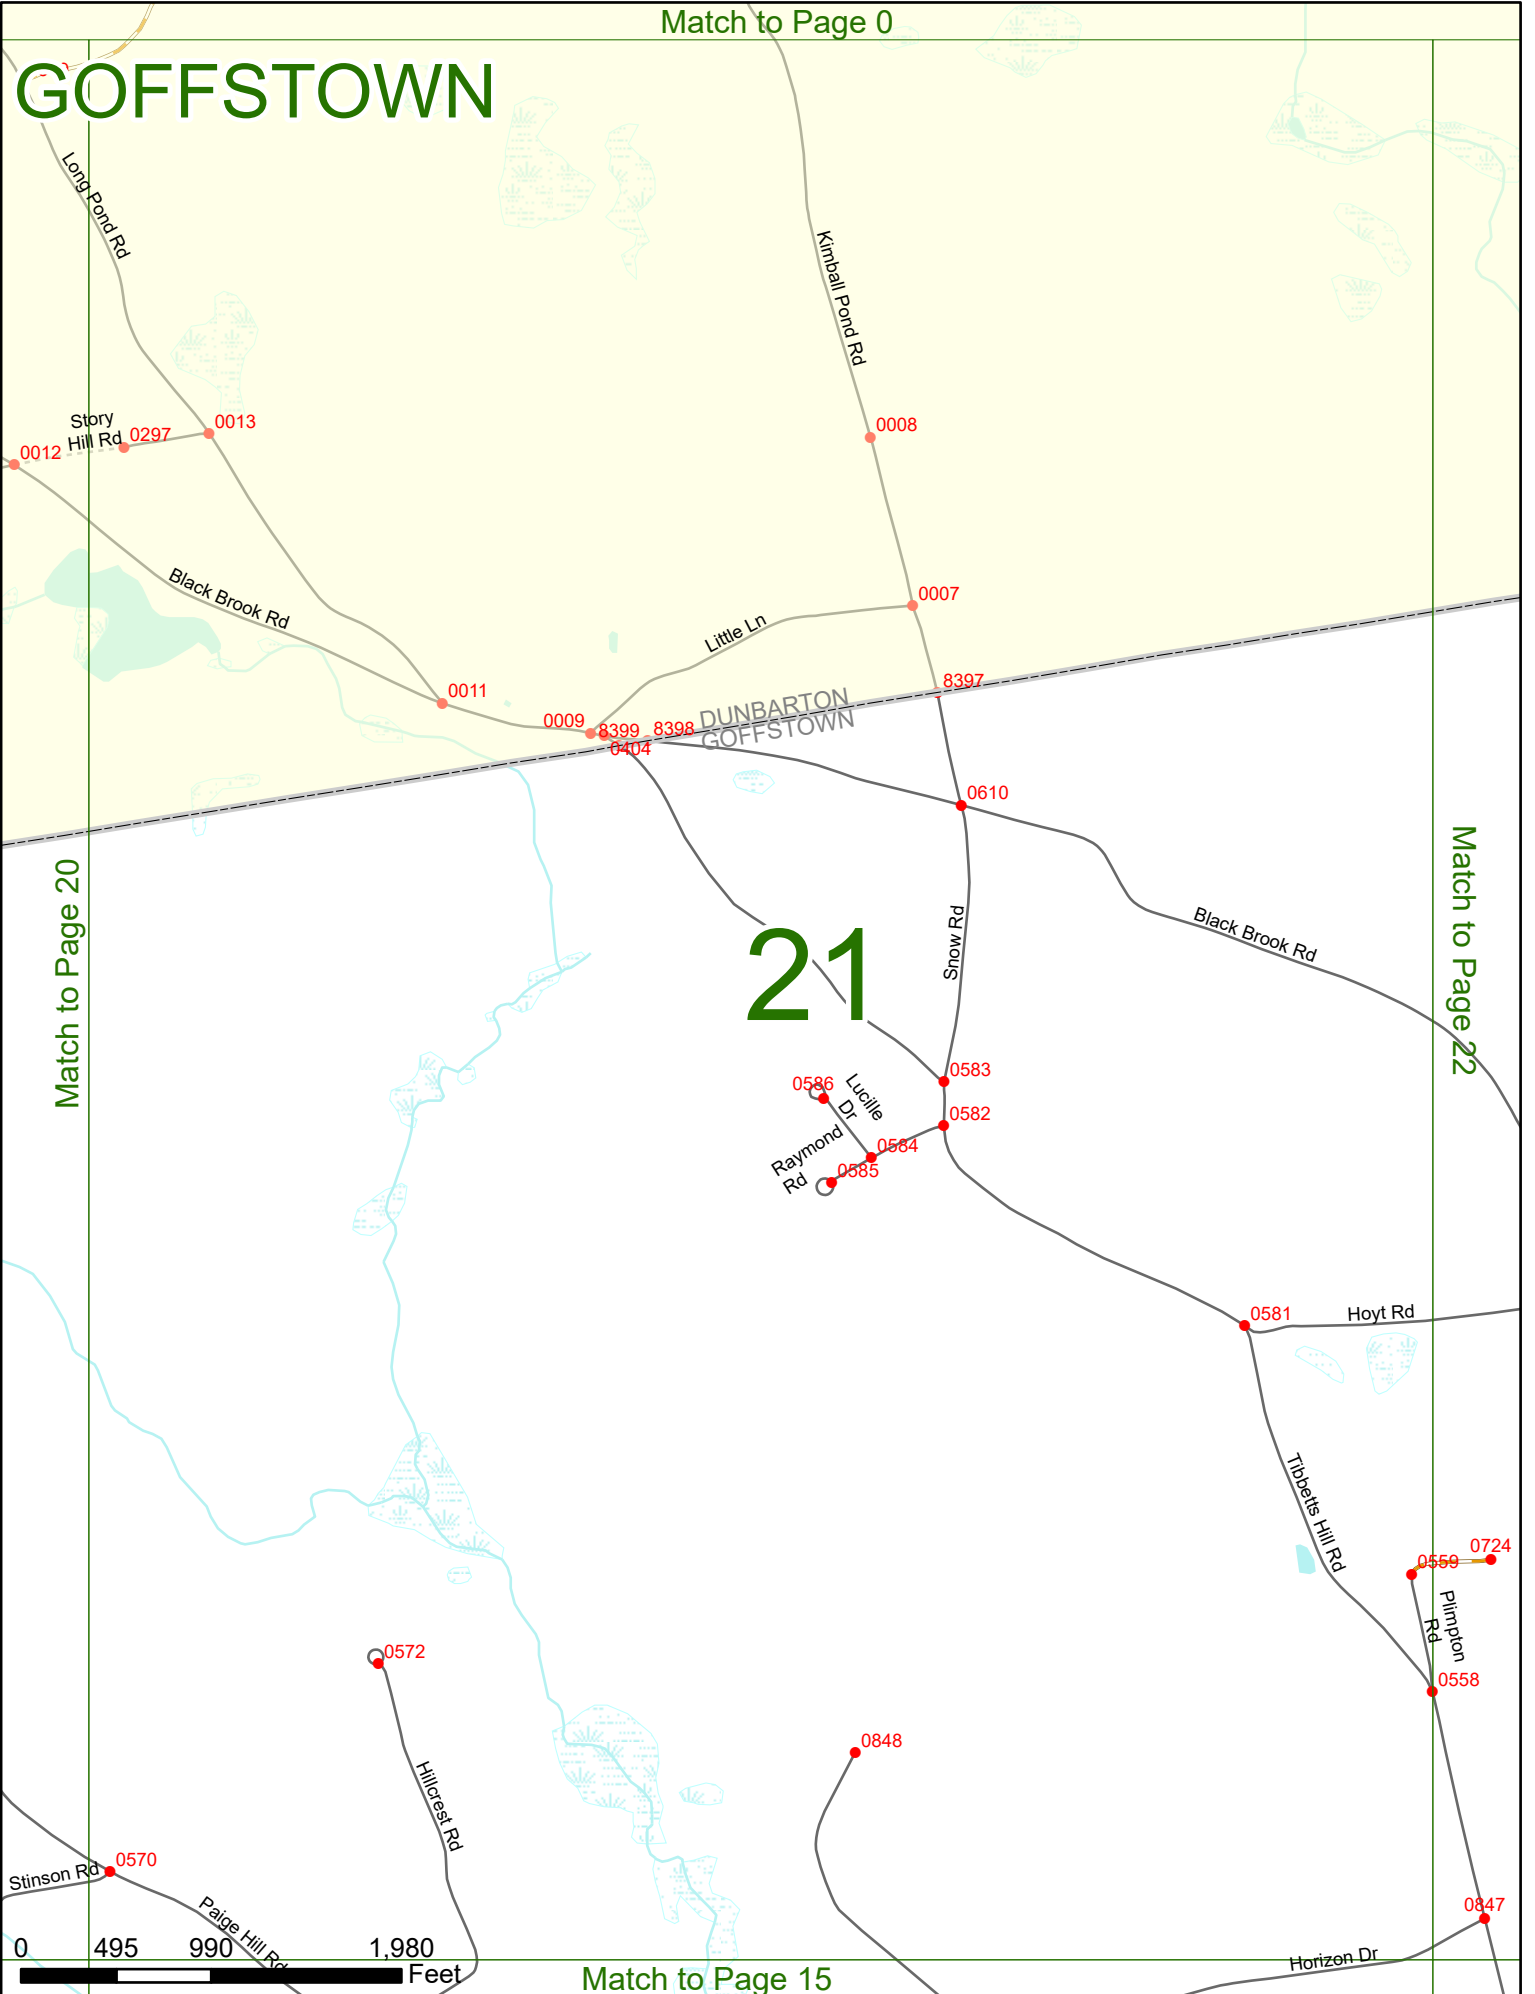 Match to Page 0
GOFFSTOWN
Long Pond Rd
Kimball Pond Rd
Story
Hill Rd
0297
0013
0012
0008
Black Brook Rd
0007
Little Ln
0011
0009
8399
8398
0404
DUNBARTON
GOFFSTOWN
8397
0610
Match to Page 20
Match to Page 22
Snow Rd
Black Brook Rd
21
0583
0586
Lucille
Dr
0582
Raymond
Rd
0584
0585
0581
Hoyt Rd
Tibbetts Hill Rd
0559
0724
Plimpton
Rd
0558
0572
0848
Hillcrest Rd
0570
Stinson Rd
Paige Hill Rd
0847
Horizon Dr
0 495 990 1,980
Feet
Match to Page 15